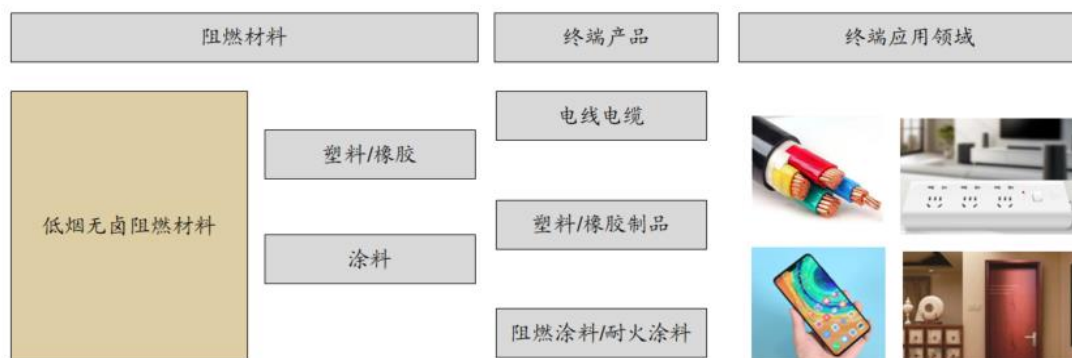 阻燃材料
终端产品
终端应用领域
低烟无卤阻燃材料
塑料/橡胶
涂料
电线电缆
塑料/橡胶制品
阻燃涂料/耐火涂料